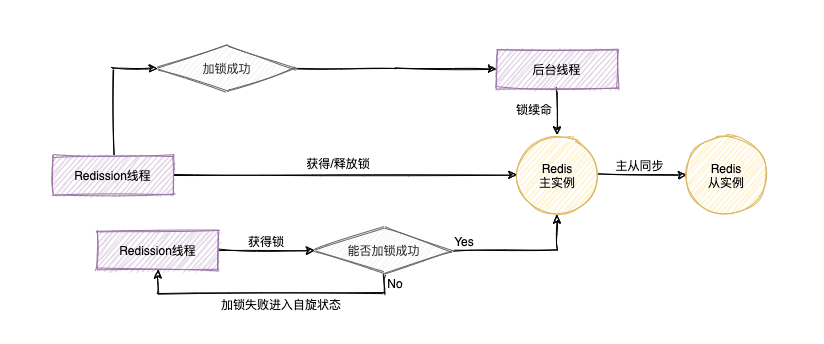 加锁成功
后台线程
锁续命
Redission线程
获得/释放锁
Redis
主实例
主从同步
Redis
从实例
Redission线程
获得锁
能否加锁成功
Yes
No
加锁失败进入自旋状态